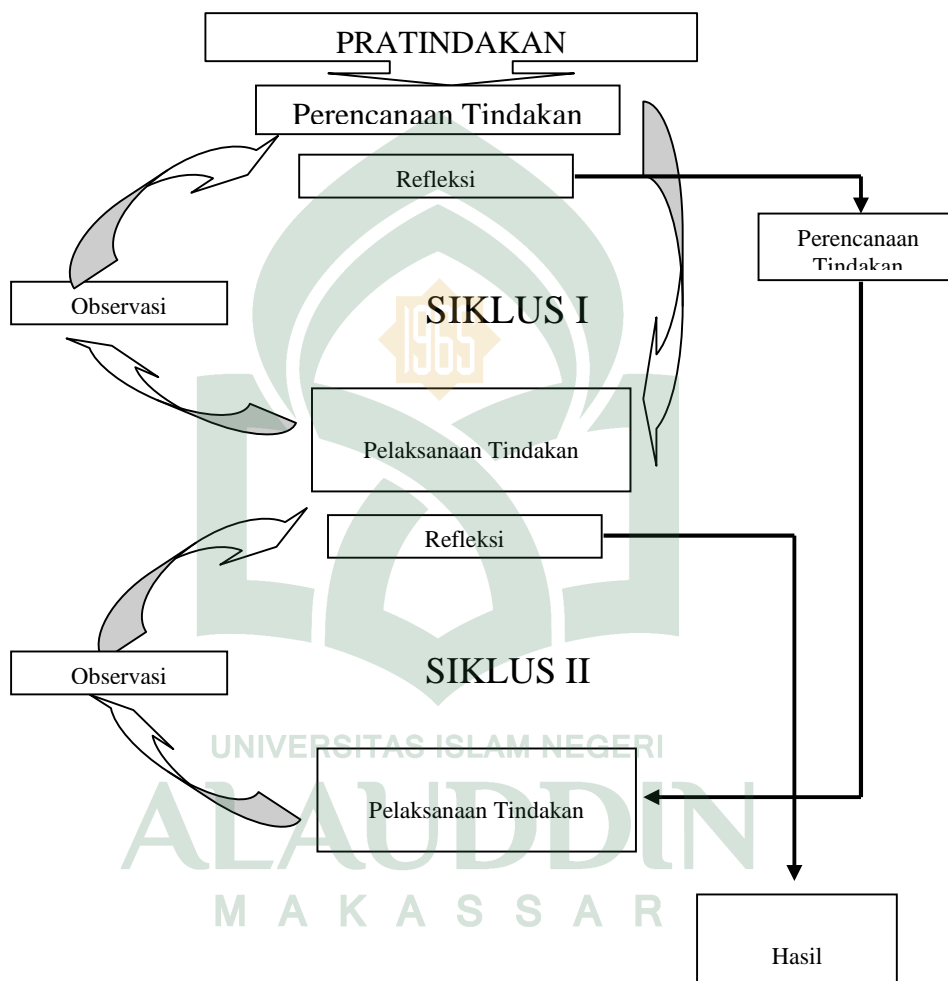 PRATINDAKAN
Perencanaan Tindakan
Refleksi
Perencanaan
Tindakan
Observasi
SIKLUS I
1965
Pelaksanaan Tindakan
Refleksi
Observasi
SIKLUS II
UNIVERSITAS ISLAM NEGERI
Pelaksanaan Tindakan
ALAUDDIN
MAKASSAR
Hasil